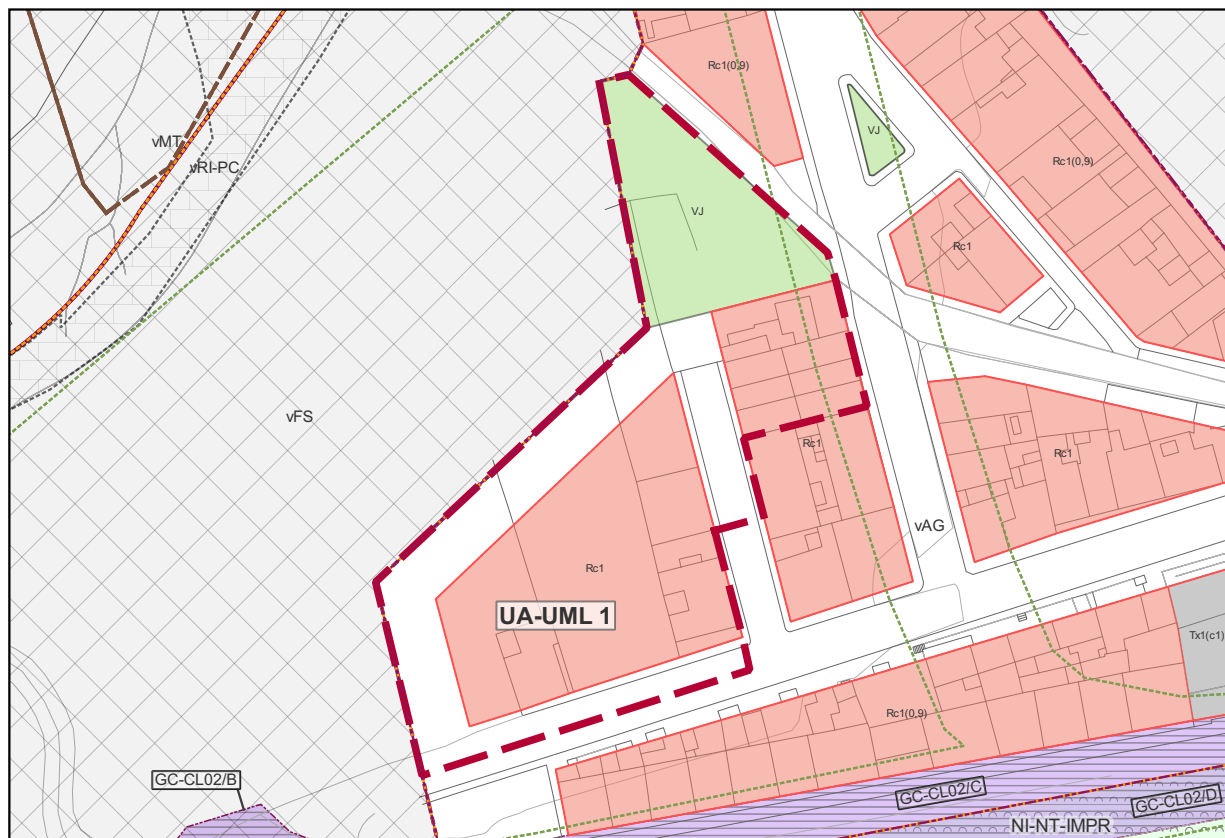 Rc1(0,9)
vMT
vRI-PC
VJ
Rc1(0,9)
VJ
Rc1
vFS
Rc1
Rc1
vAG
Rc1
UA-UML 1
Tx1(c1)
Rc1(0,9)
GC-CL02/B
GC-CL02/C
GC-CL02/D
NI-NT-IMPR